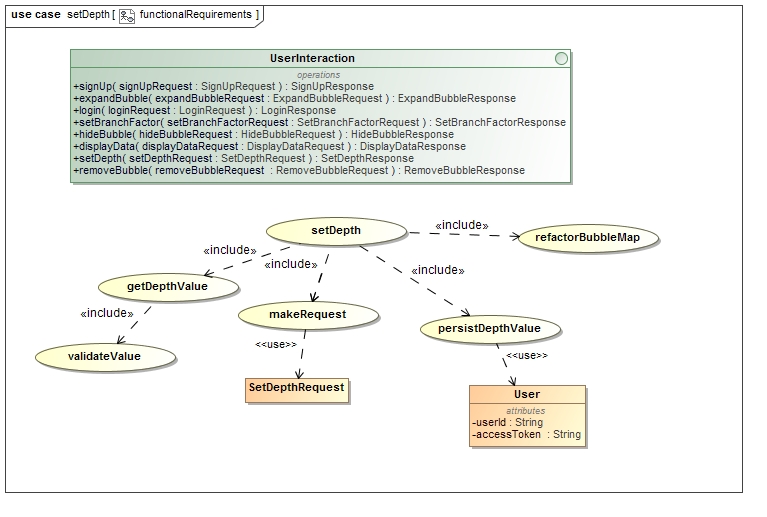 use case setDepth [ functionalRequirements ]
UserInteraction
operations
+signUp( signUpRequest : SignUpRequest ) : SignUpResponse
+expandBubble( expandBubbleRequest : ExpandBubbleRequest ) : ExpandBubbleResponse
+login( loginRequest : LoginRequest ) : LoginResponse
+setBranchFactor( setBranchFactorRequest : SetBranchFactorRequest ) : SetBranchFactorResponse
+hideBubble( hideBubbleRequest : HideBubbleRequest ) : HideBubbleResponse
+displayData( displayDataRequest : DisplayDataRequest ) : DisplayDataResponse
+setDepth( setDepthRequest : SetDepthRequest ) : SetDepthResponse
+removeBubble( removeBubbleRequest : RemoveBubbleRequest ) : RemoveBubbleResponse
setDepth
«include»
refactorBubbleMap
«include»
«include»
«include»
getDepthValue
«include»
makeRequest
persistDepthValue
validateValue
<<use>>
<<use>>
SetDepthRequest
User
attributes
-userId : String
-accessToken : String